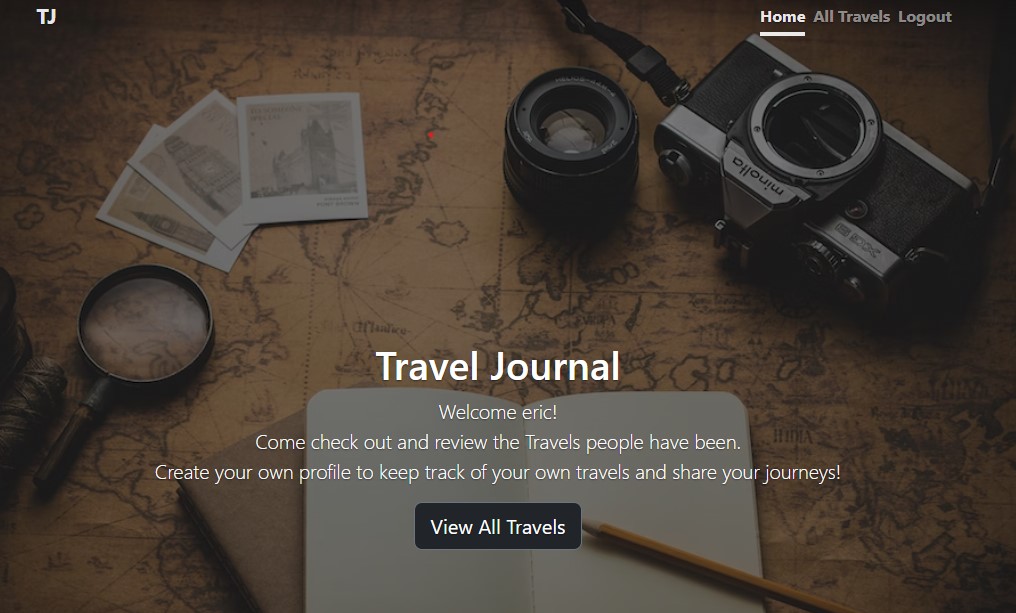 TJ
Home All Travels Logout
minolta
Travel Journal
Welcome eric!
Come check out and review the Travels people have been.
Create your own profile to keep track of your own travels and share your journeys!
View All Travels